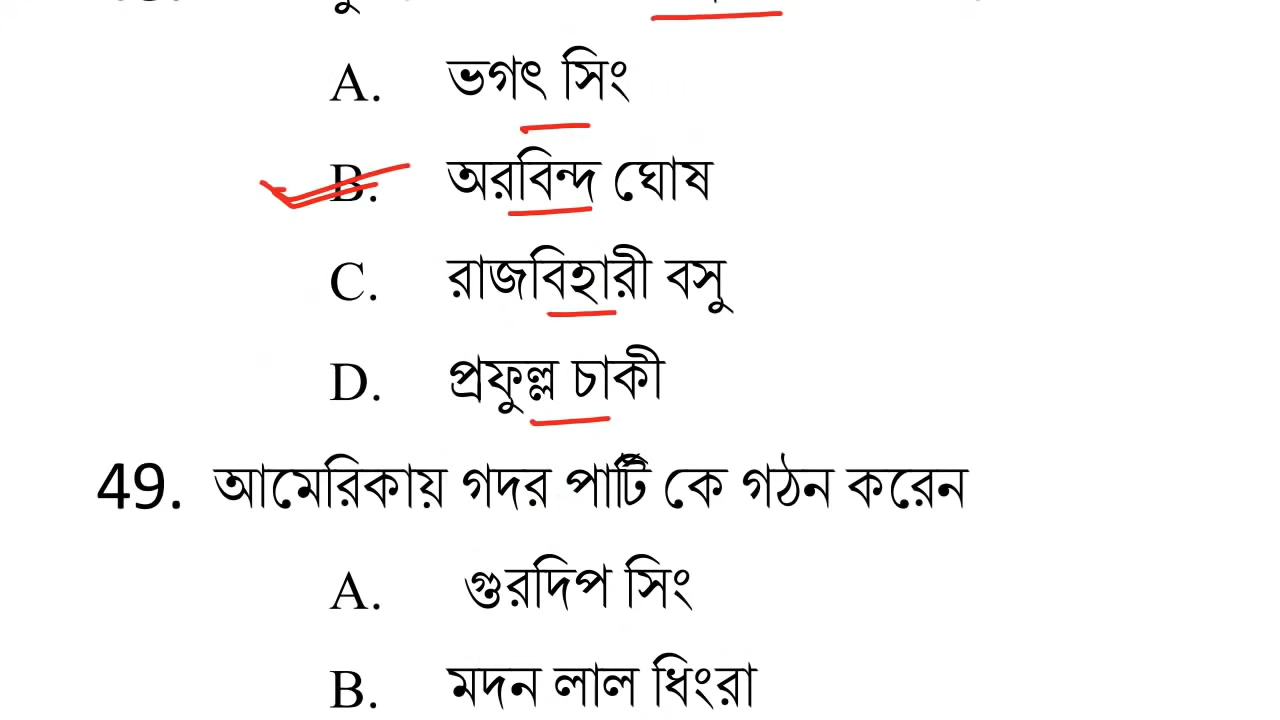 A. ভগৎ সিং
B. অরবিন্দ ঘোষ
C. রাজবিহারী বসু
D. প্রফুল্ল চাকী
49. আমেরিকায় গদর পার্টি কে গঠন করেন
A. গুরদিপ সিং
B. মদন লাল ধিংরা